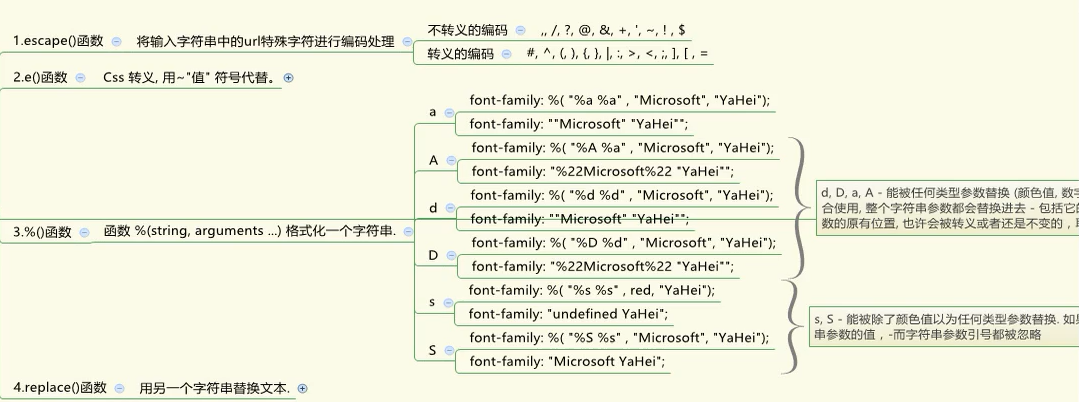 1.escape()函数
将输入字符串中的url特殊字符进行编码处理
不转义的编码
,, /, ?, @, &, +, ', ~, ! , $
转义的编码
#, ^, (, ), {, }, |, :, >, <, ;, ], [ , =
2.e()函数
Css 转义, 用~"值" 符号代替。
3.%()函数
函数 %(string, arguments ...) 格式化一个字符串.
a
font-family: %( "%a %a" , "Microsoft", "YaHei");
font-family: ""Microsoft" "YaHei"";
A
font-family: %( "%A %a" , "Microsoft", "YaHei");
font-family: "%22Microsoft%22 "YaHei"";
d
font-family: %( "%d %d" , "Microsoft", "YaHei");
font-family: ""Microsoft" "YaHei"";
D
font-family: %( "%D %d" , "Microsoft", "YaHei");
font-family: "%22Microsoft%22 "YaHei"";
d, D, a, A - 能被任何类型参数替换 (颜色值, 数字
合使用, 整个字符串参数都会替换进去 - 包括它的
数的原有位置, 也许会被转义或者还是不变的，
s
font-family: %( "%s %s" , red, "YaHei");
font-family: "undefined YaHei";
S
font-family: %( "%S %s" , "Microsoft", "YaHei");
font-family: "Microsoft YaHei";
s, S - 能被除了颜色值以为任何类型参数替换. 如果
串参数的值，-而字符串参数引号都被忽略
4.replace()函数
用另一个字符串替换文本.